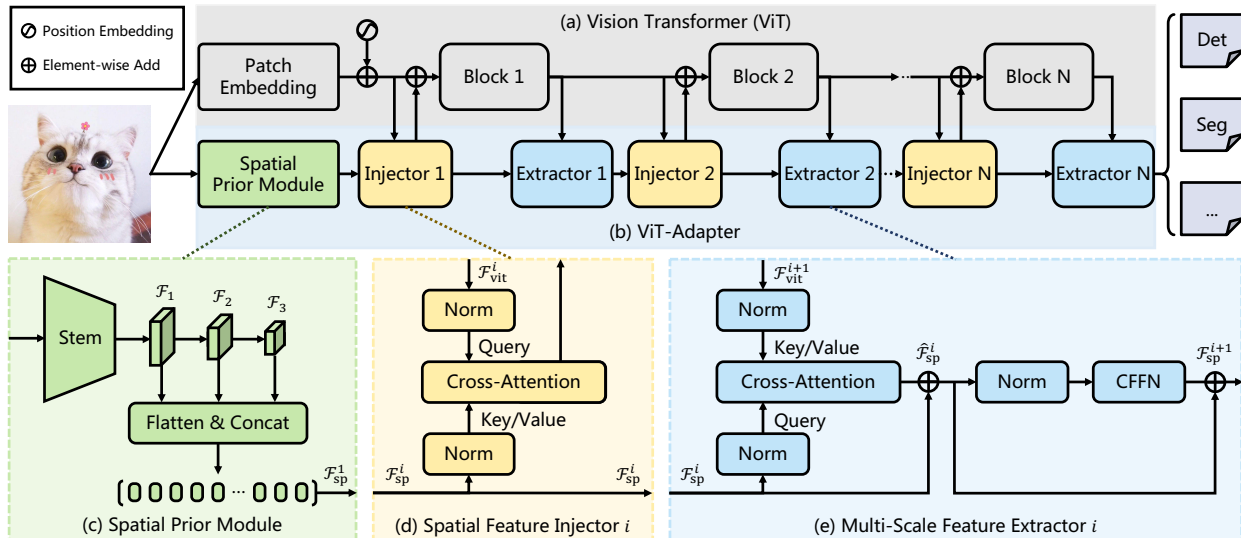 Position Embedding
Element-wise Add
(a) Vision Transformer (ViT)
Patch
Embedding
Block 1
Block 2
...
Block N
Det
Seg
...
Spatial
Prior Module
Injector 1
Extractor 1
Injector 2
Extractor 2
...
Injector N
Extractor N
(b) ViT-Adapter
Stem
ℱ₁
ℱ₂
ℱ₃
Flatten & Concat
...
ℱ¹sp
(c) Spatial Prior Module
ℱⁱvit
Norm
Query
Cross-Attention
Key/Value
Norm
ℱⁱsp
ℱⁱsp
(d) Spatial Feature Injector i
ℱⁱ⁺¹vit
Norm
Key/Value
Cross-Attention
ℱ̂ⁱsp
Norm
CFFN
ℱⁱ⁺¹sp
Query
Norm
ℱⁱsp
(e) Multi-Scale Feature Extractor i